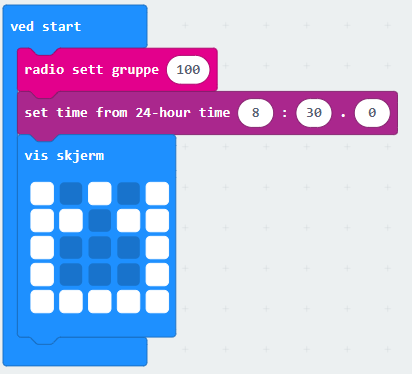 ved start
radio sett gruppe 100
set time from 24-hour time 8 : 30 . 0
vis skjerm